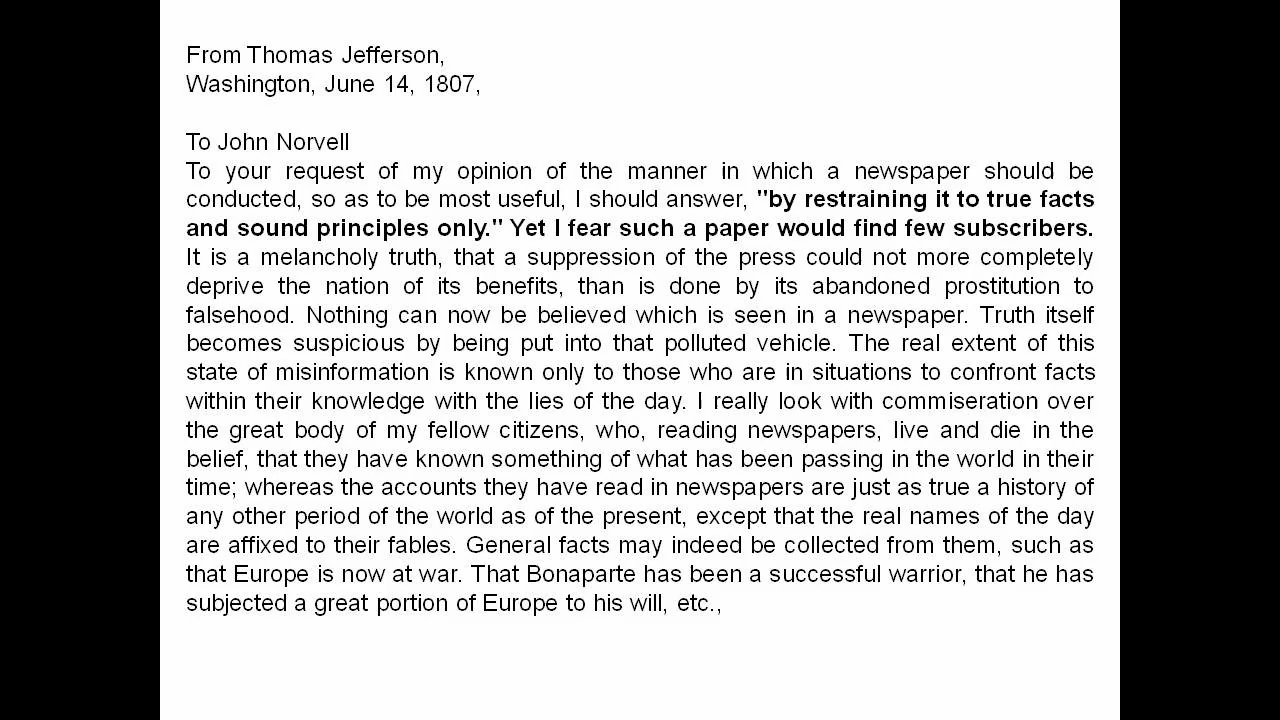 From Thomas Jefferson,
Washington, June 14, 1807,
To John Norvell
To your request of my opinion of the manner in which a newspaper should be
conducted, so as to be most useful, I should answer, "by restraining it to true facts
and sound principles only." Yet I fear such a paper would find few subscribers.
It is a melancholy truth, that a suppression of the press could not more completely
deprive the nation of its benefits, than is done by its abandoned prostitution to
falsehood. Nothing can now be believed which is seen in a newspaper. Truth itself
becomes suspicious by being put into that polluted vehicle. The real extent of this
state of misinformation is known only to those who are in situations to confront facts
within their knowledge with the lies of the day. I really look with commiseration over
the great body of my fellow citizens, who, reading newspapers, live and die in the
belief, that they have known something of what has been passing in the world in their
time; whereas the accounts they have read in newspapers are just as true a history of
any other period of the world as of the present, except that the real names of the day
are affixed to their fables. General facts may indeed be collected from them, such as
that Europe is now at war. That Bonaparte has been a successful warrior, that he has
subjected a great portion of Europe to his will, etc.,